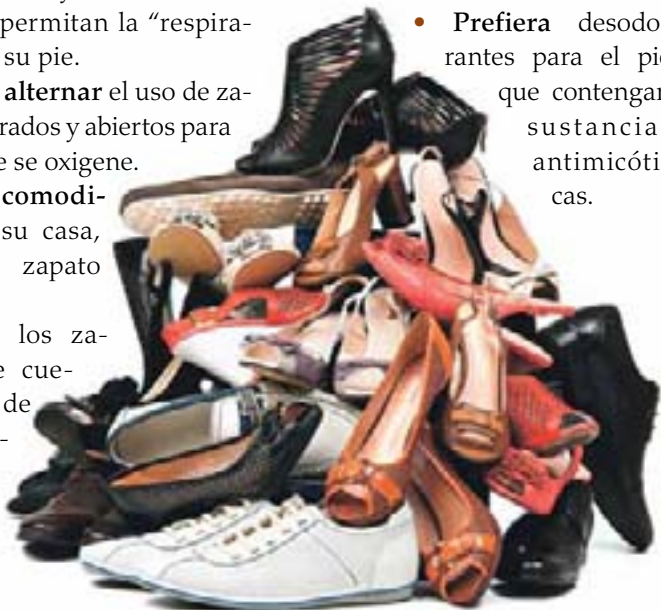 permitan la “respira-
su pie.
alternar el uso de za-
rados y abiertos para
e se oxigene.
comodi-
su casa,
zapato
los za-
e cue-
de
-
• Prefiera desodo-
rantes para el pie
que contengan
sustancia
antimicóti-
cas.